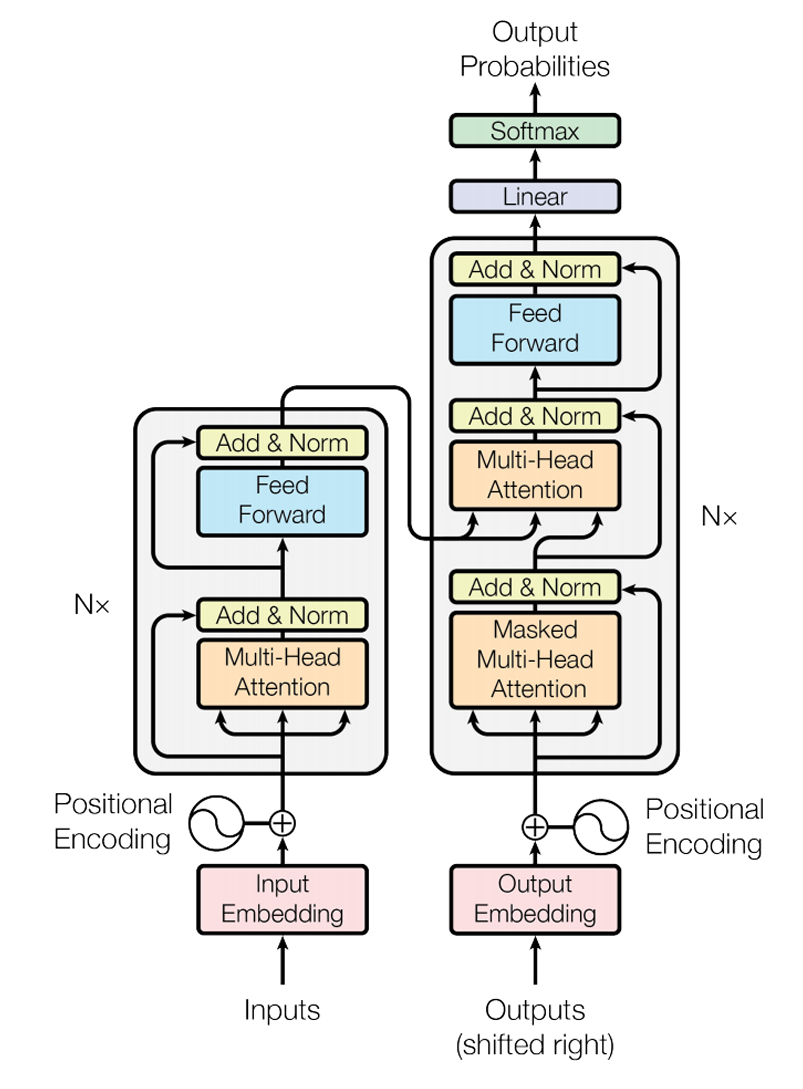 Output
Probabilities
Softmax
Linear
Add & Norm
Feed
Forward
Add & Norm
Multi-Head
Attention
Add & Norm
Masked
Multi-Head
Attention
N×
Add & Norm
Feed
Forward
Add & Norm
Multi-Head
Attention
N×
Positional
Encoding
Positional
Encoding
Input
Embedding
Output
Embedding
Inputs
Outputs
(shifted right)